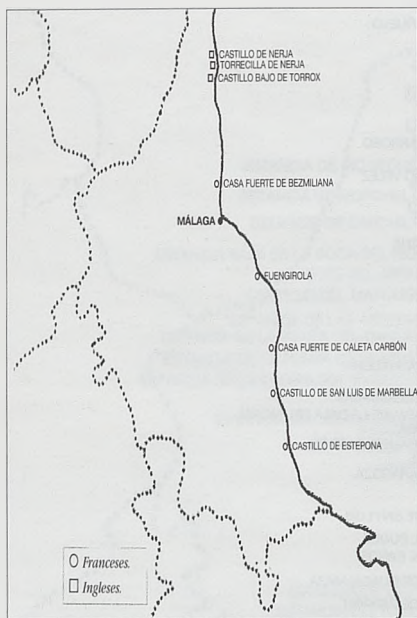 CASTILLO DE NERJA
TORRECILLA DE NERJA
CASTILLO BAJO DE TORROX
CASA FUERTE DE BEZMILIANA
MÁLAGA
FUENGIROLA
CASA FUERTE DE CALETA CARBÓN
CASTILLO DE SAN LUIS DE MARBELLA
CASTILLO DE ESTEPONA
Franceses.
Ingleses.